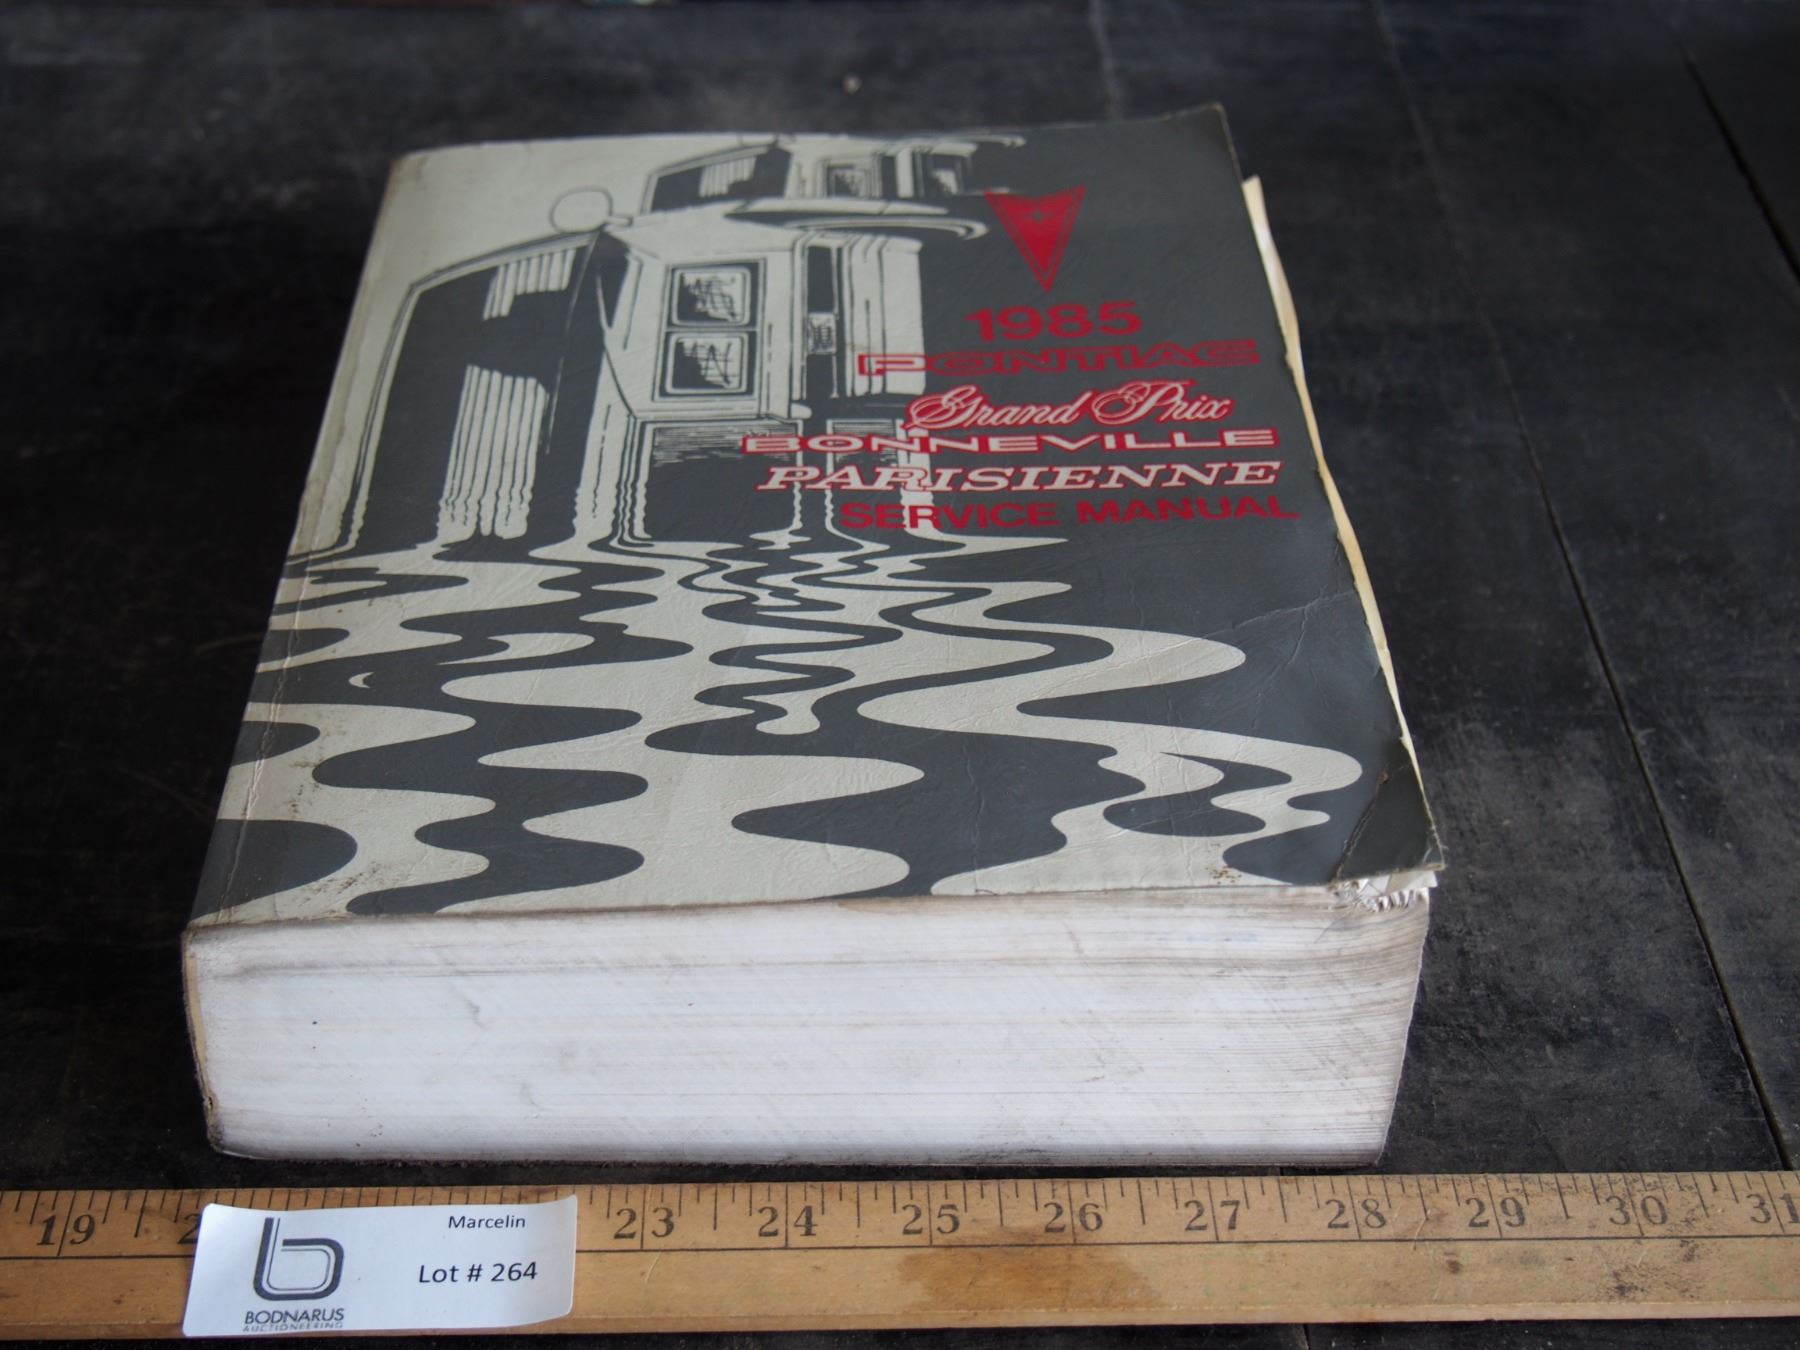 1985
PONTIAC
Grand Prix
BONNEVILLE
PARISIENNE
SERVICE MANUAL
19 23 24 25 26 27 28 29 30 31
Marcelin
Lot # 264
b
BODNARUS
AUCTIONEERING